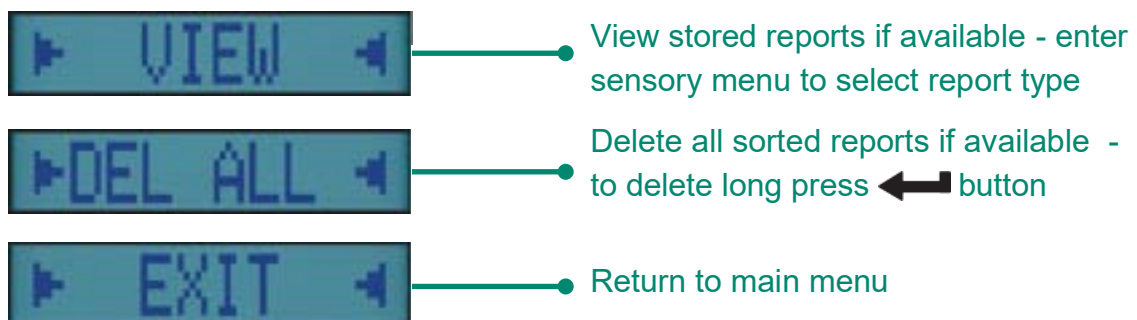 VIEW
View stored reports if available - enter
sensory menu to select report type
DEL ALL
Delete all sorted reports if available -
to delete long press button
EXIT
Return to main menu